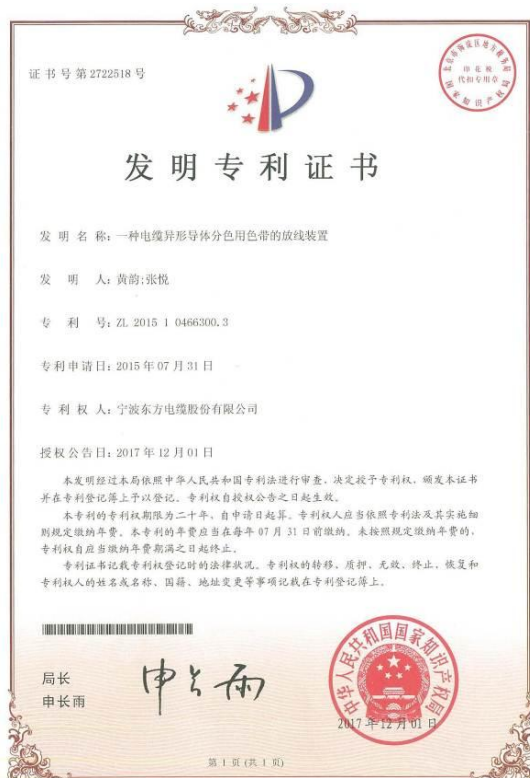 证书号第2722518号
印花税
代扣专用章
发明专利证书
发明名称：一种电缆异形导体分色用色带的放线装置
发明人：黄韵;张悦
专利号：ZL 2015 1 0466300.3
专利申请日：2015年07月31日
专利权人：宁波东方电缆股份有限公司
授权公告日：2017年12月01日
本发明经过本局依照中华人民共和国专利法进行审查，决定授予专利权，颁发本证书
并在专利登记簿上予以登记。专利权自授权公告之日起生效。
本专利的专利权期限为二十年，自申请日起算。专利权人应当依照专利法及其实施细
则规定缴纳年费。本专利的年费应当在每年07月31日前缴纳。未按照规定缴纳年费的，
专利权自应当缴纳年费期满之日起终止。
专利证书记载专利权登记时的法律状况。专利权的转移、质押、无效、终止、恢复和
专利权人的姓名或名称、国籍、地址变更等事项记载在专利登记簿上。
局长
申长雨
申长雨
中华人民共和国国家知识产权局
2017年12月01日
第1页(共1页)